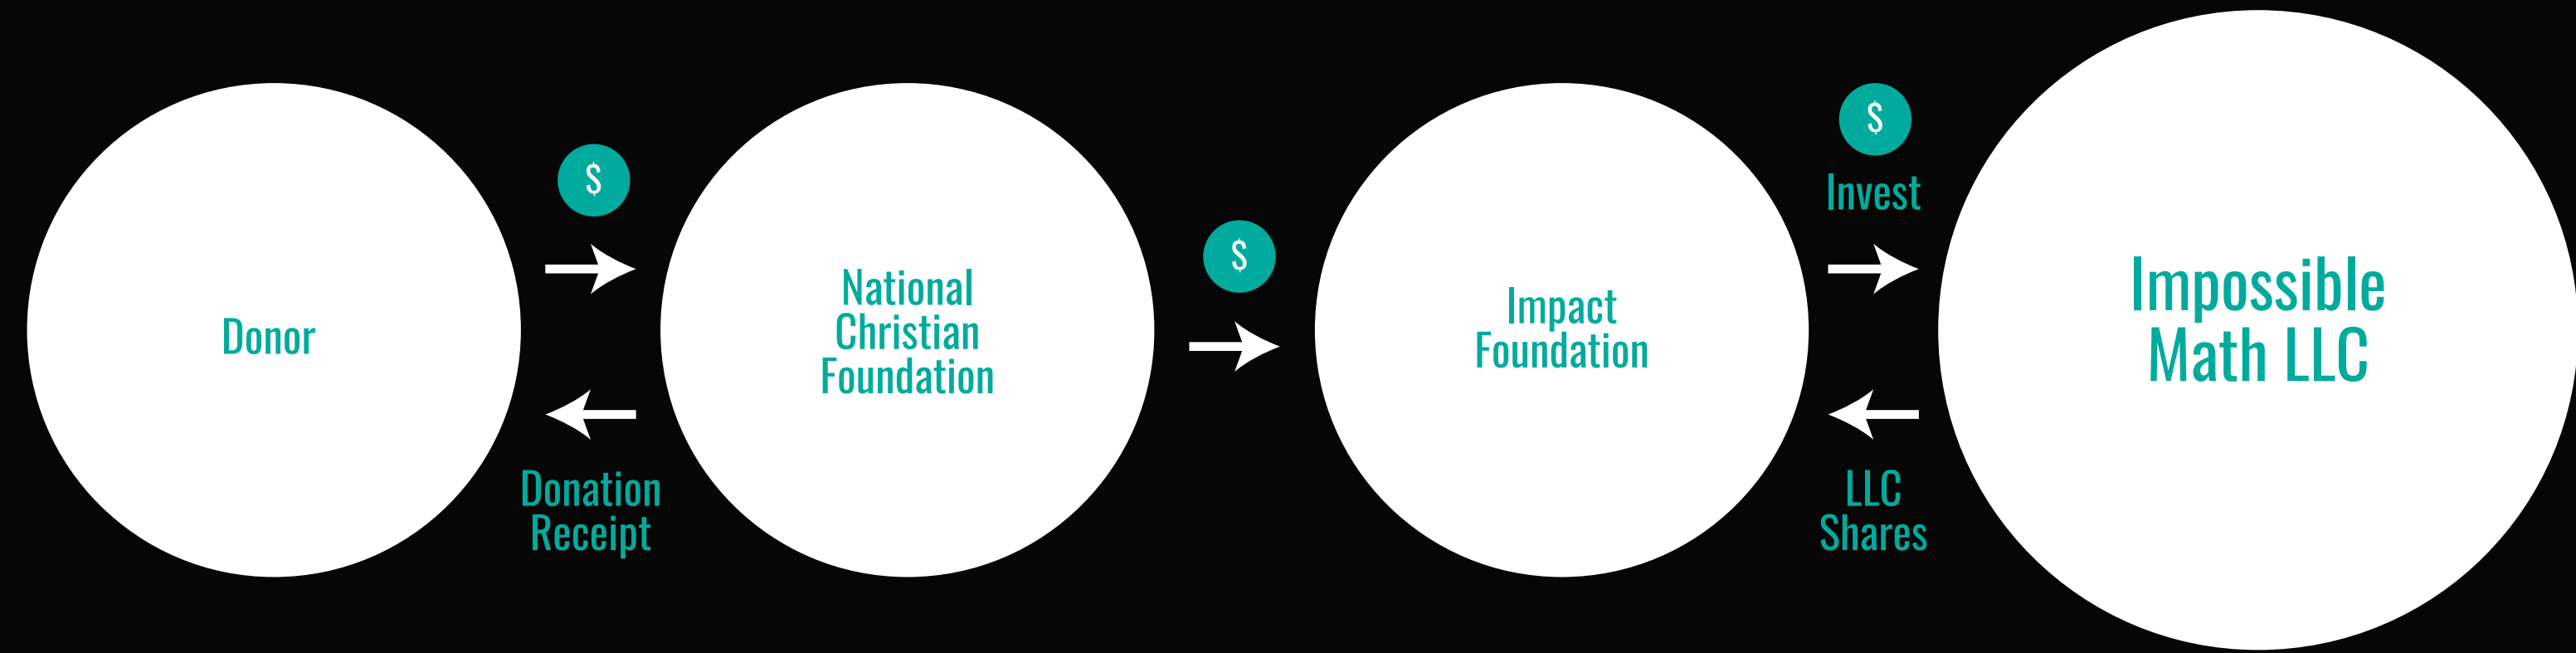 Donor
$
Donation
Receipt
National
Christian
Foundation
$
Impact
Foundation
$
Invest
LLC
Shares
Impossible
Math LLC